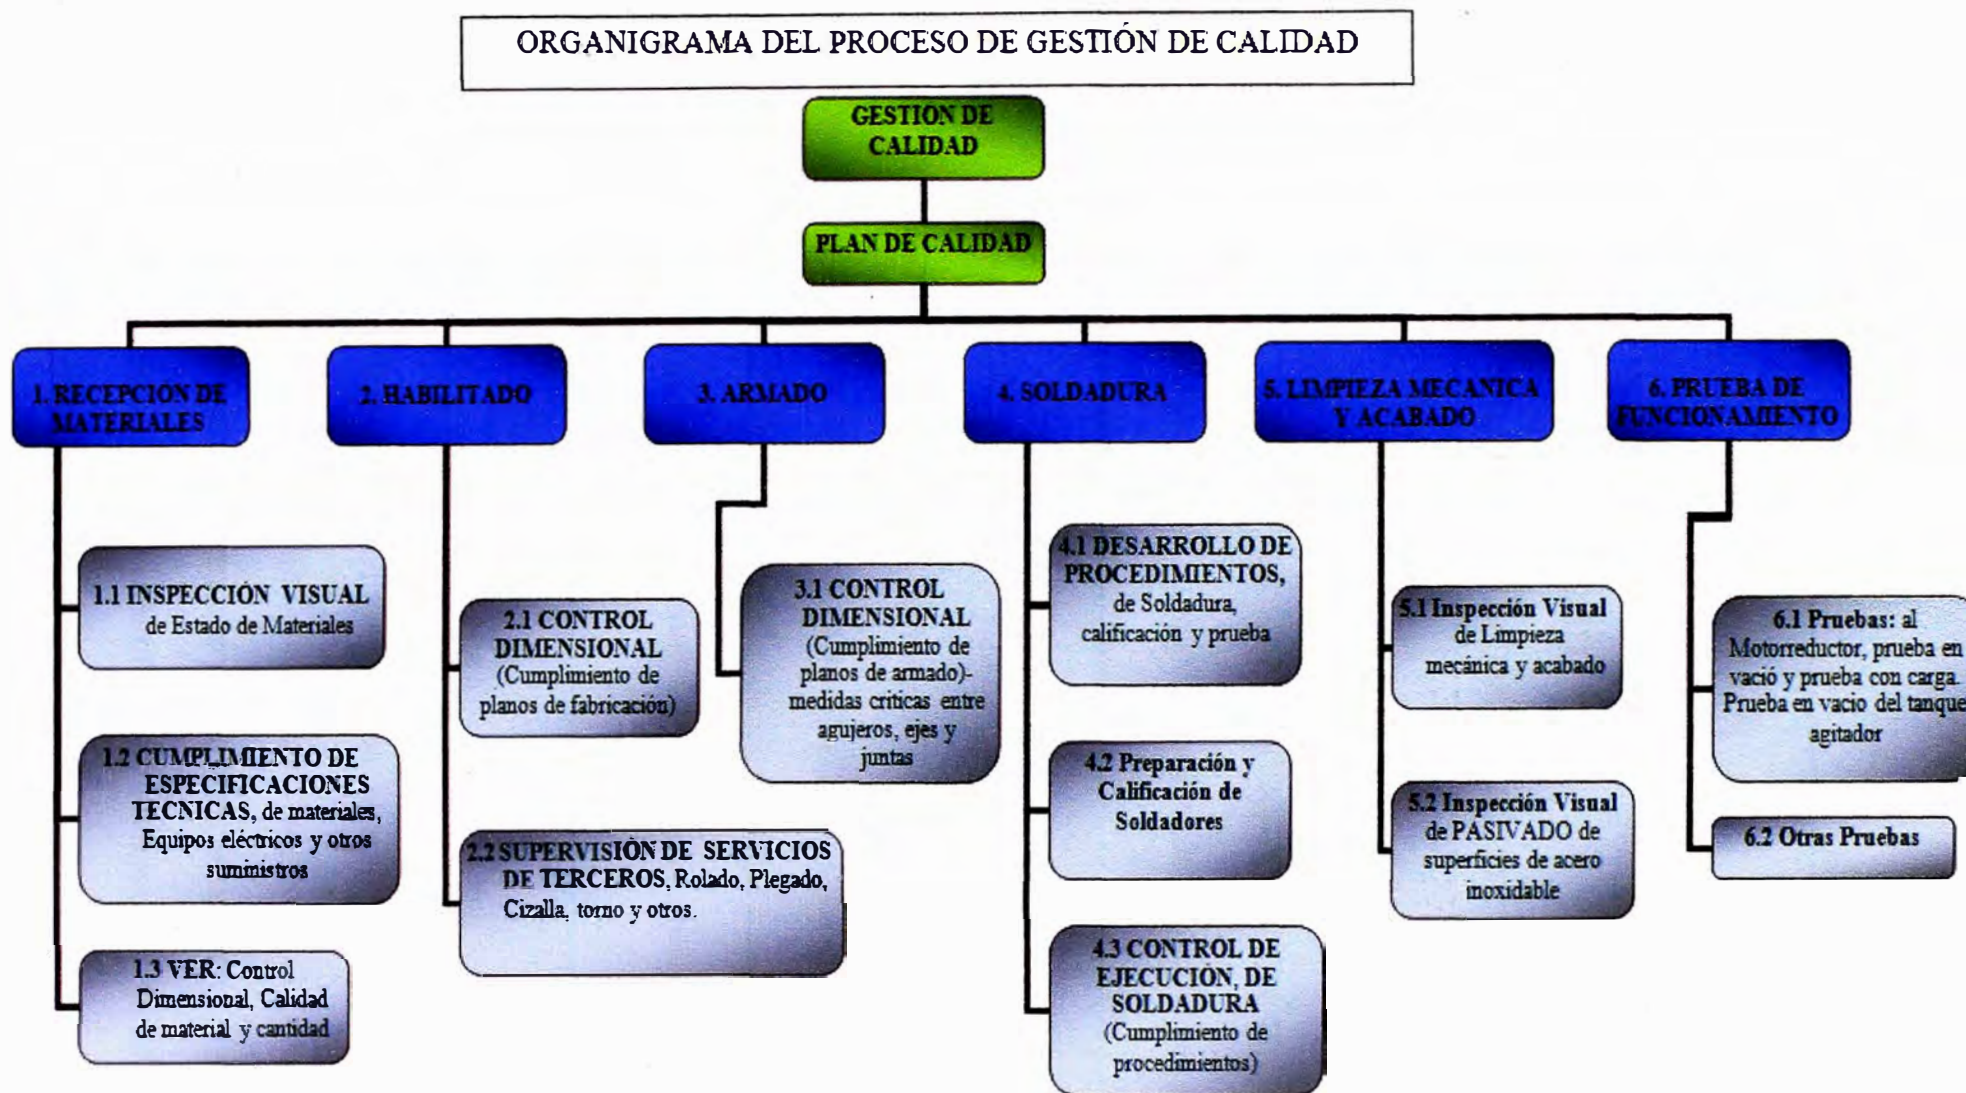 ORGANIGRAMA DEL PROCESO DE GESTIÓN DE CALIDAD
GESTION DE
CALIDAD
PLAN DE CALIDAD
1. RECEPCIÓN DE
MATERIALES
2. HABILITADO
3. ARMADO
4. SOLDADURA
5. LIMPIEZA MECANICA
Y ACABADO
6. PRUEBA DE
FUNCIONAMIENTO
1.1 INSPECCIÓN VISUAL
de Estado de Materiales
1.2 CUMPLIMIENTO DE
ESPECIFICACIONES
TECNICAS, de materiales,
Equipos eléctricos y otros
suministros
1.3 VER: Control
Dimensional, Calidad
de material y cantidad
2.1 CONTROL
DIMENSIONAL
(Cumplimiento de
planos de fabricación)
2.2 SUPERVISIÓN DE SERVICIOS
DE TERCEROS, Rolado, Plegado,
Cizalla, torno y otros.
3.1 CONTROL
DIMENSIONAL
(Cumplimiento de
planos de armado)-
medidas criticas entre
agujeros, ejes y
juntas
4.1 DESARROLLO DE
PROCEDIMIENTOS,
de Soldadura,
calificación y prueba
4.2 Preparación y
Calificación de
Soldadores
4.3 CONTROL DE
EJECUCIÓN, DE
SOLDADURA
(Cumplimiento de
procedimientos)
5.1 Inspección Visual
de Limpieza
mecánica y acabado
5.2 Inspección Visual
de PASIVADO de
superficies de acero
inoxidable
6.1 Pruebas: al
Motorreductor, prueba en
vació y prueba con carga.
Prueba en vacio del tanque
agitador
6.2 Otras Pruebas